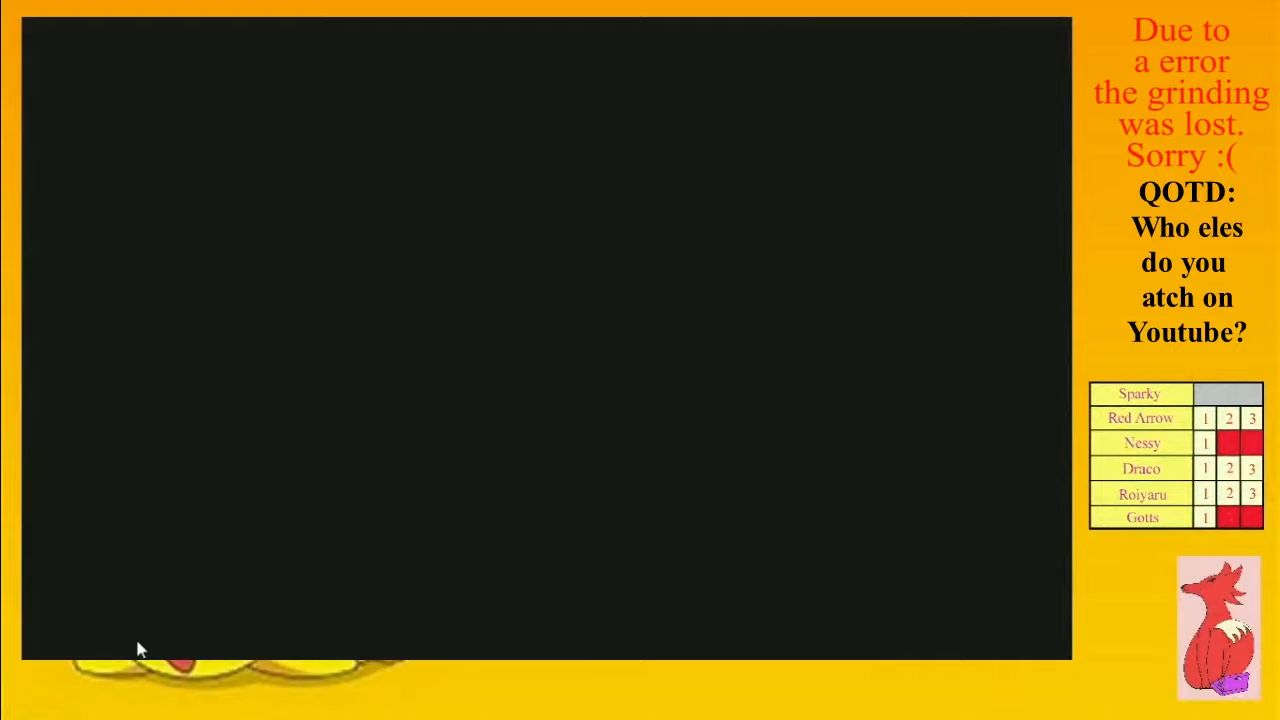 Due to
a error
the grinding
was lost.
Sorry :(
QOTD:
Who eles
do you
atch on
Youtube?
Sparky
Red Arrow 1 2 3
Nessy 1
Draco 1 2 3
Roiyaru 1 2 3
Gotts 1